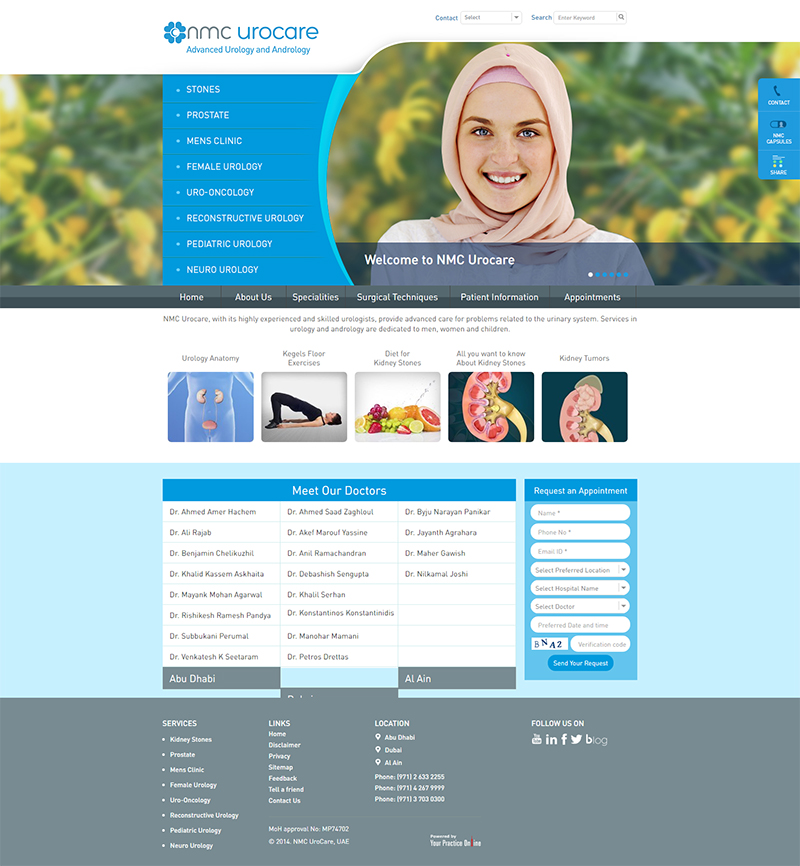 Contact
Select
Search
Enter Keyword
nmc urocare
Advanced Urology and Andrology
STONES
PROSTATE
MENS CLINIC
FEMALE UROLOGY
URO-ONCOLOGY
RECONSTRUCTIVE UROLOGY
PEDIATRIC UROLOGY
NEURO UROLOGY
CONTACT
NMC
CAPSULES
SHARE
Welcome to NMC Urocare
Home About Us Specialities Surgical Techniques Patient Information Appointments
NMC Urocare, with its highly experienced and skilled urologists, provide advanced care for problems related to the urinary system. Services in
urology and andrology are dedicated to men, women and children.
Urology Anatomy
Kegels Floor
Exercises
Diet for
Kidney Stones
All you want to know
About Kidney Stones
Kidney Tumors
Meet Our Doctors
Dr. Ahmed Amer Hachem
Dr. Ali Rajab
Dr. Benjamin Chelikuzhil
Dr. Khalid Kassem Askhaita
Dr. Mayank Mohan Agarwal
Dr. Rishikesh Ramesh Pandya
Dr. Subbukani Perumal
Dr. Venkatesh K Seetaram
Abu Dhabi
Dr. Ahmed Saad Zaghloul
Dr. Akef Marouf Yassine
Dr. Anil Ramachandran
Dr. Debashish Sengupta
Dr. Khalil Serhan
Dr. Konstantinos Konstantinidis
Dr. Manohar Mamani
Dr. Petros Drettas
Dr. Byju Narayan Panikar
Dr. Jayanth Agrahara
Dr. Maher Gawish
Dr. Nilkamal Joshi
Al Ain
Request an Appointment
Name *
Phone No *
Email ID *
Select Preferred Location
Select Hospital Name
Select Doctor
Preferred Date and time
BNA2
Verification code
Send Your Request
SERVICES
Kidney Stones
Prostate
Mens Clinic
Female Urology
Uro-Oncology
Reconstructive Urology
Pediatric Urology
Neuro Urology
LINKS
Home
Disclaimer
Privacy
Sitemap
Feedback
Tell a friend
Contact Us
LOCATION
Abu Dhabi
Dubai
Al Ain
Phone: (971) 2 633 2255
Phone: (971) 4 267 9999
Phone: (971) 3 703 0300
FOLLOW US ON
You
in f blog
MoH approval No: MP74702
© 2014. NMC UroCare, UAE
Powered by
Your Practice Online